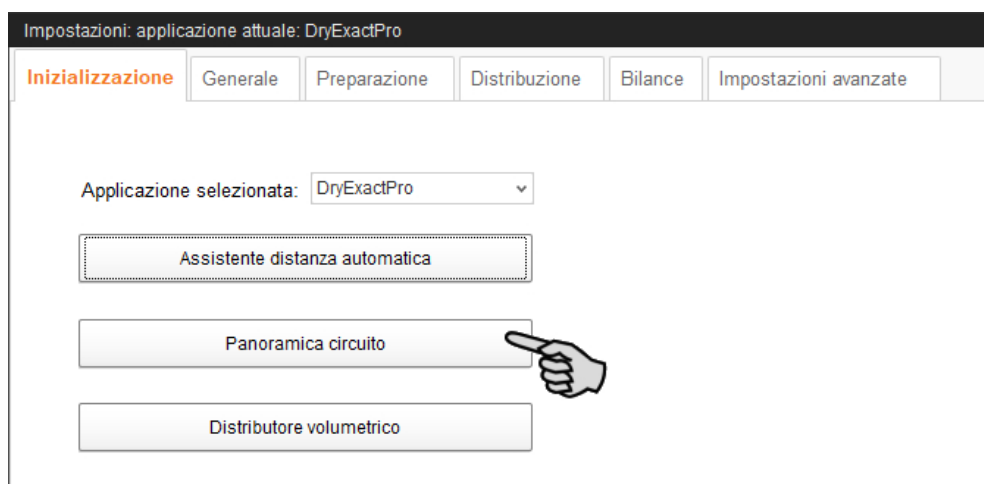 Impostazioni: applicazione attuale: DryExactPro
Inizializzazione Generale Preparazione Distribuzione Bilance Impostazioni avanzate
Applicazione selezionata: DryExactPro
Assistente distanza automatica
Panoramica circuito
Distributore volumetrico